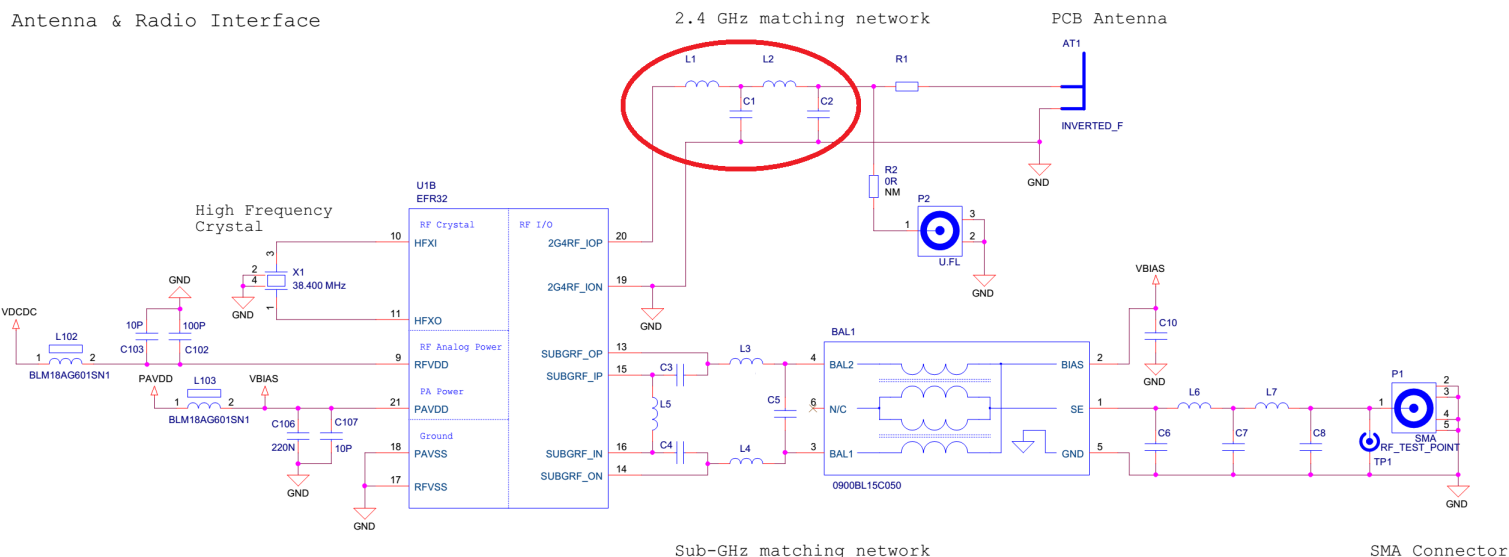 Antenna & Radio Interface
2.4 GHz matching network
PCB Antenna
AT1
L1
L2
R1
C1
C2
INVERTED_F
GND
R2
0R
NM
P2
1
3
2
U.FL
GND
U1B
EFR32
High Frequency
Crystal
RF Crystal
RF I/O
10
HFXI
2G4RF_IOP
20
3
2
4
1
X1
38.400 MHz
GND
2G4RF_ION
19
GND
11
HFXO
GND
VDCDC
10P
100P
C103
C102
L102
1
2
BLM18AG601SN1
RF Analog Power
9
RFVDD
PAVDD
L103
VBIAS
1
2
BLM18AG601SN1
PA Power
21
PAVDD
C106
C107
220N
10P
GND
Ground
18
PAVSS
17
RFVSS
GND
SUBGRF_OP
13
SUBGRF_IP
15
SUBGRF_IN
16
SUBGRF_ON
14
C3
L3
L5
C5
C4
L4
BAL1
4
BAL2
6
N/C
3
BAL1
BIAS
2
SE
1
GND
5
0900BL15C050
VBIAS
C10
GND
L6
L7
C6
C7
C8
P1
1
2
3
4
5
SMA
RF_TEST_POINT
TP1
GND
Sub-GHz matching network
SMA Connector